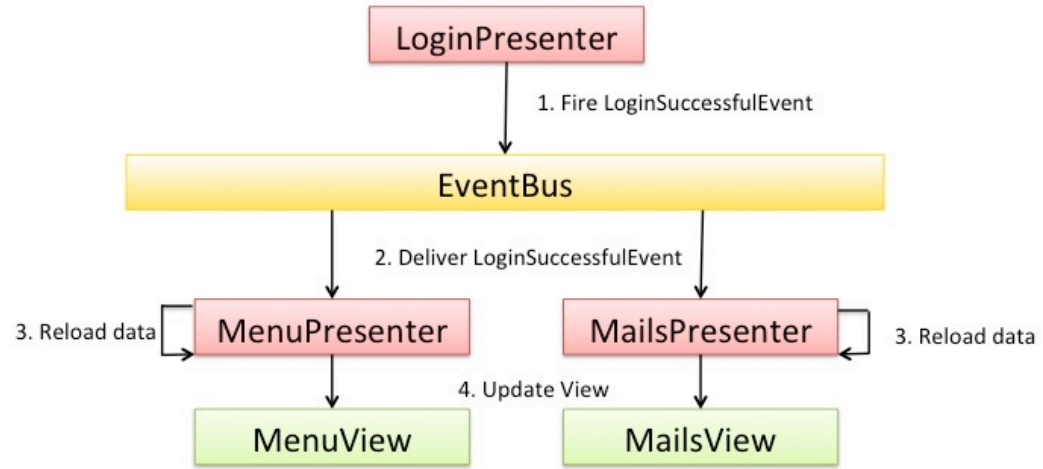 LoginPresenter
1. Fire LoginSuccessfulEvent
EventBus
2. Deliver LoginSuccessfulEvent
3. Reload data
MenuPresenter
MailsPresenter
3. Reload data
4. Update View
MenuView
MailsView